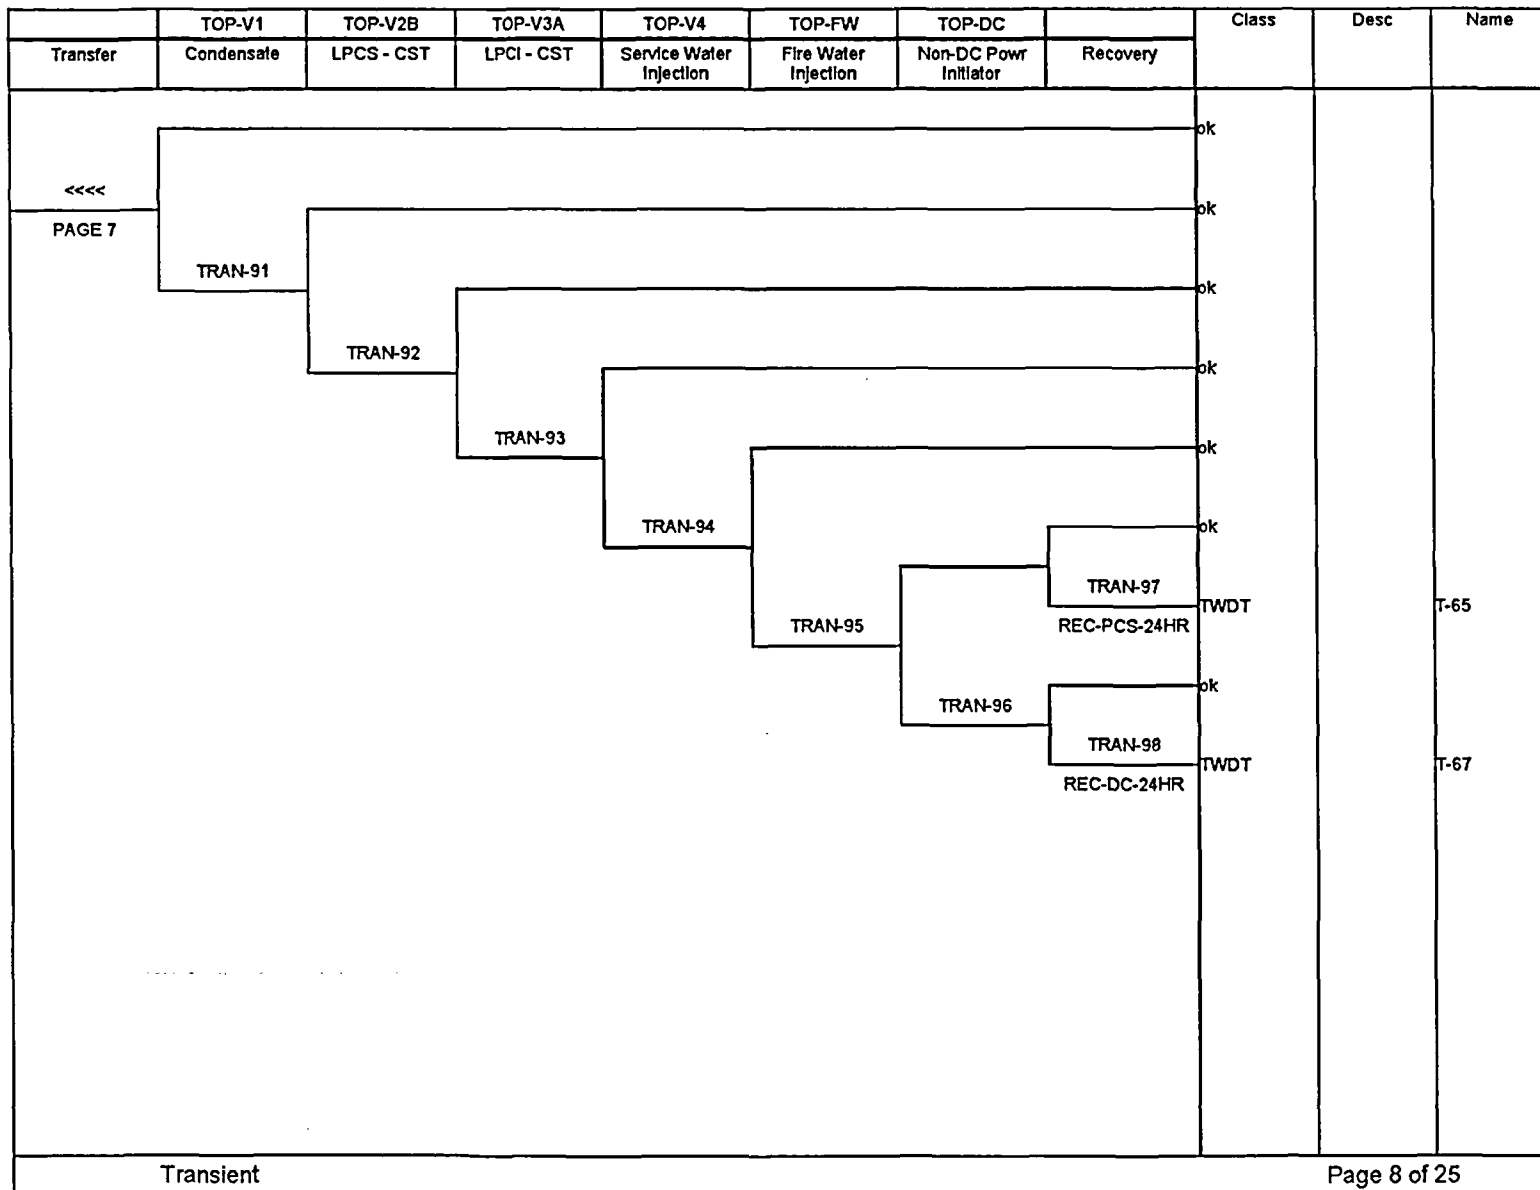 TOP-V1 TOP-V2B TOP-V3A TOP-V4 TOP-FW TOP-DC Class Desc Name
Transfer Condensate LPCS - CST LPCI - CST Service Water Injection Fire Water Injection Non-DC Powr Initiator Recovery
ok
<<<<
ok
PAGE 7
TRAN-91
ok
TRAN-92
ok
TRAN-93
ok
TRAN-94
ok
TRAN-97
TWDT T-65
TRAN-95 REC-PCS-24HR
ok
TRAN-96
TRAN-98
TWDT T-67
REC-DC-24HR
Transient Page 8 of 25